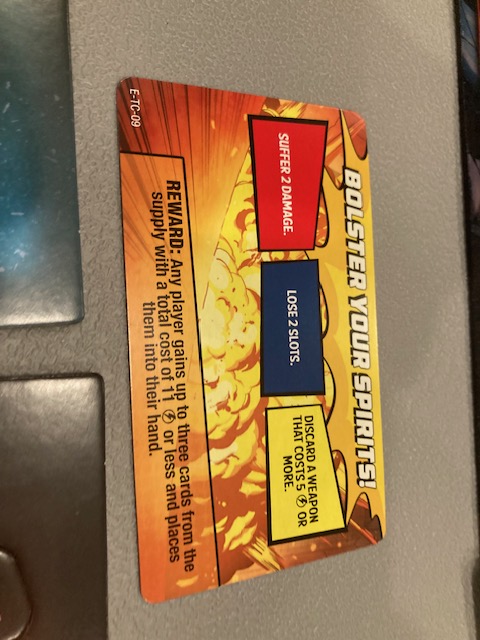 BOLSTER YOUR SPIRITS!
SUFFER 2 DAMAGE.
LOSE 2 SLOTS.
DISCARD A WEAPON
THAT COSTS 5 OR
MORE.
REWARD: Any player gains up to three cards from the
supply with a total cost of 11 or less and places
them into their hand.
E-TC-09